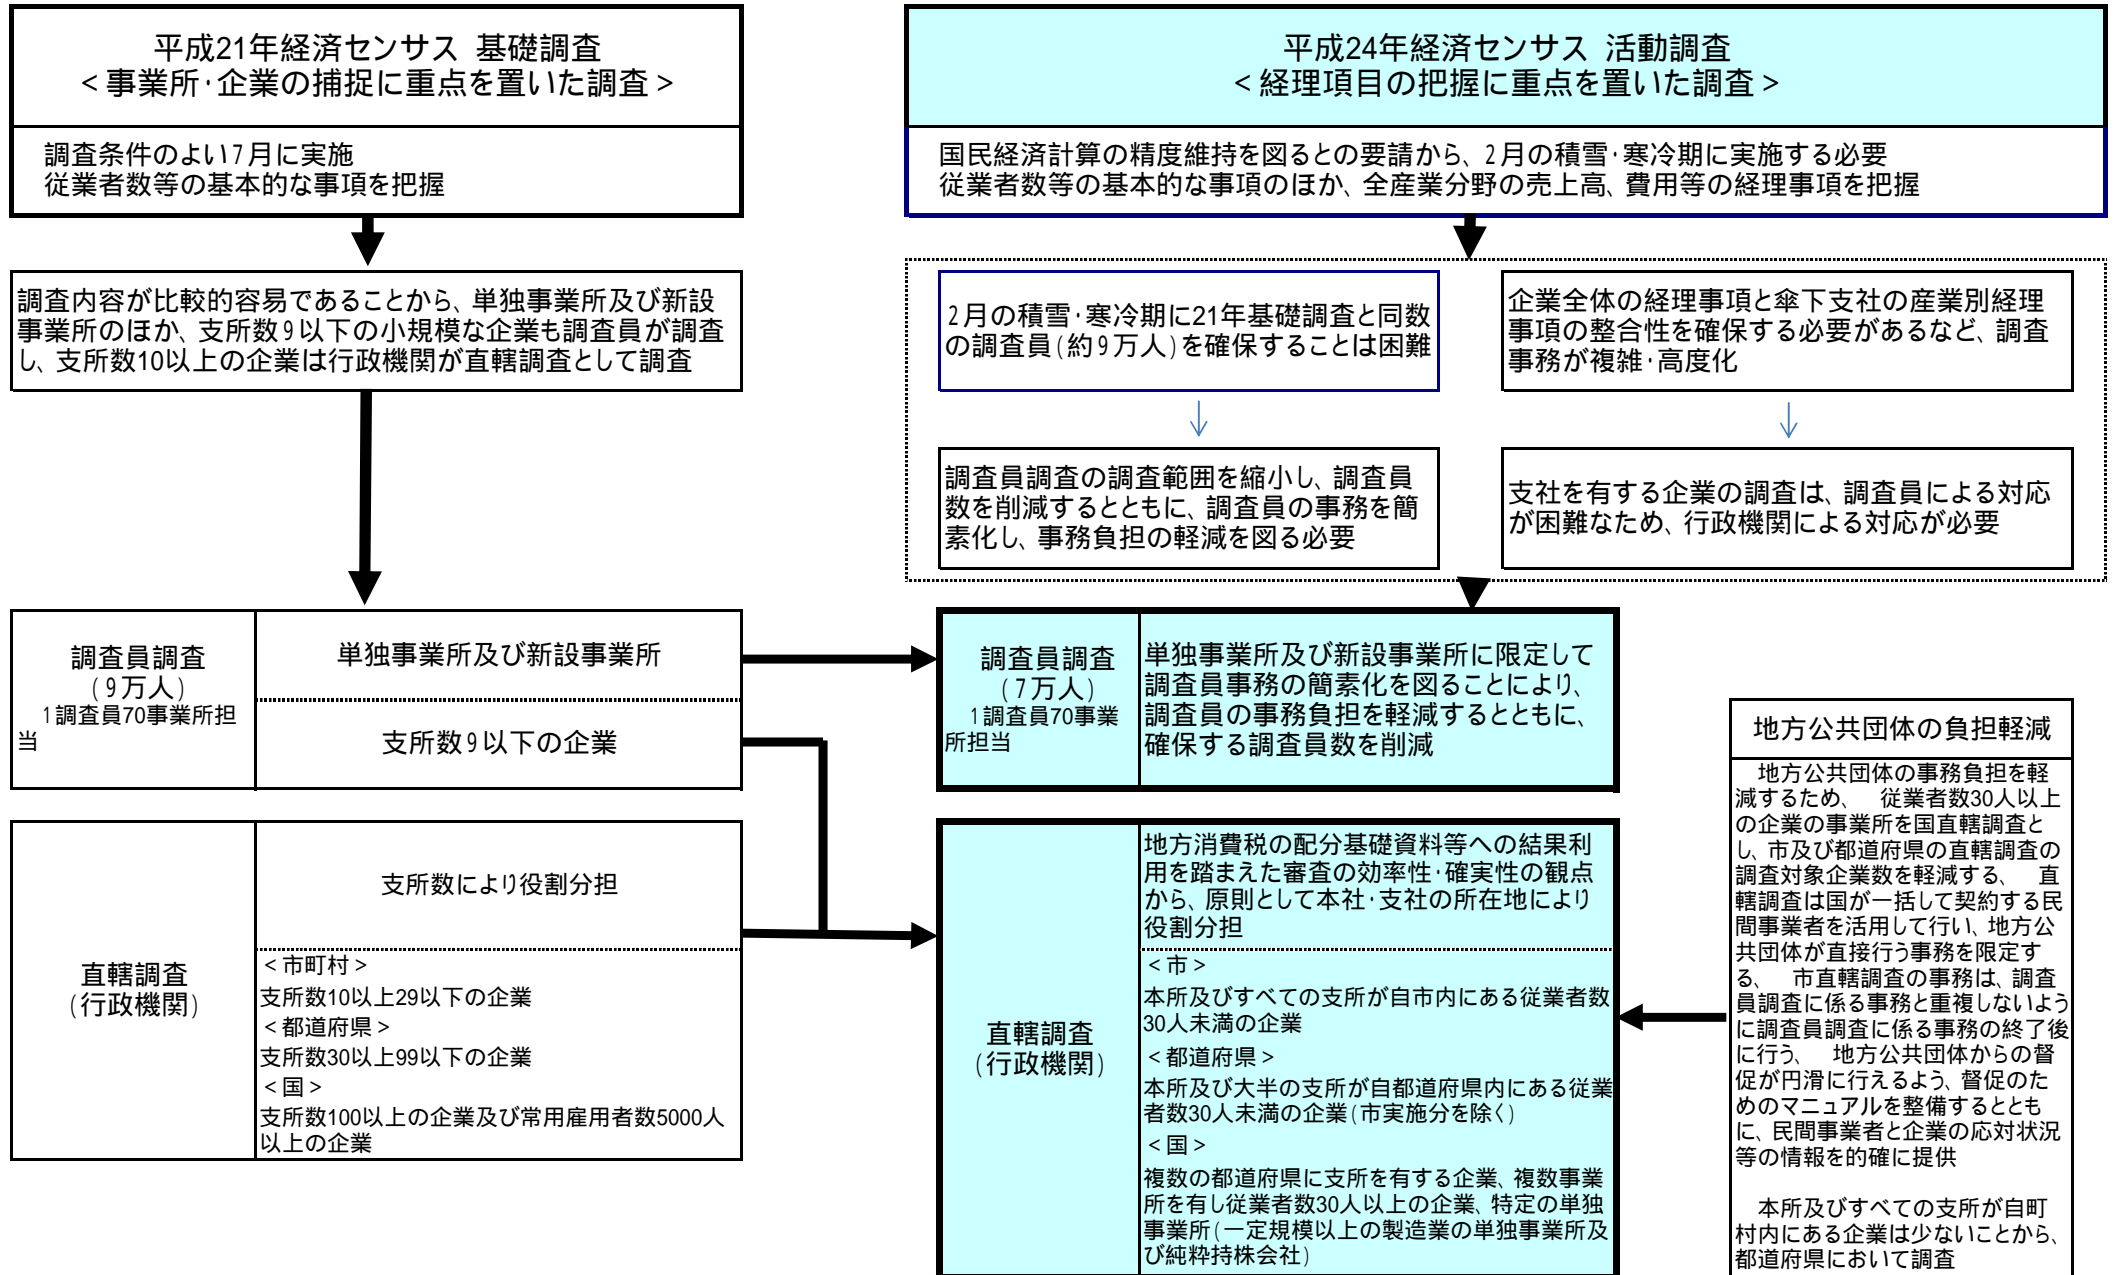 平成21年経済センサス 基礎調査
<事業所･企業の捕捉に重点を置いた調査>
調査条件のよい7月に実施
従業者数等の基本的な事項を把握
調査内容が比較的容易であることから、単独事業所及び新設
事業所のほか、支所数9以下の小規模な企業も調査員が調査
し、支所数10以上の企業は行政機関が直轄調査として調査
調査員調査
(9万人)
1調査員70事業所担
当
単独事業所及び新設事業所
支所数9以下の企業
直轄調査
(行政機関)
支所数により役割分担
<市町村>
支所数10以上29以下の企業
<都道府県>
支所数30以上99以下の企業
<国>
支所数100以上の企業及び常用雇用者数5000人
以上の企業
平成24年経済センサス 活動調査
<経理項目の把握に重点を置いた調査>
国民経済計算の精度維持を図るとの要請から、2月の積雪･寒冷期に実施する必要
従業者数等の基本的な事項のほか、全産業分野の売上高、費用等の経理事項を把握
2月の積雪･寒冷期に21年基礎調査と同数
の調査員(約9万人)を確保することは困難
調査員調査の調査範囲を縮小し、調査員
数を削減するとともに、調査員の事務を簡
素化し、事務負担の軽減を図る必要
企業全体の経理事項と傘下支社の産業別経理
事項の整合性を確保する必要があるなど、調査
事務が複雑･高度化
支社を有する企業の調査は、調査員による対応
が困難なため、行政機関による対応が必要
調査員調査
(7万人)
1調査員70事業
所担当
単独事業所及び新設事業所に限定して
調査員事務の簡素化を図ることにより、
調査員の事務負担を軽減するとともに、
確保する調査員数を削減
直轄調査
(行政機関)
地方消費税の配分基礎資料等への結果利
用を踏まえた審査の効率性･確実性の観点
から、原則として本社･支社の所在地により
役割分担
<市>
本所及びすべての支所が自市内にある従業者数
30人未満の企業
<都道府県>
本所及び大半の支所が自都道府県内にある従業
者数30人未満の企業(市実施分を除く)
<国>
複数の都道府県に支所を有する企業、複数事業
所を有し従業者数30人以上の企業、特定の単独
事業所(一定規模以上の製造業の単独事業所及
び純粋持株会社)
地方公共団体の負担軽減
地方公共団体の事務負担を軽
減するため、 従業者数30人以上
の企業の事業所を国直轄調査と
し、市及び都道府県の直轄調査の
調査対象企業数を軽減する、 直
轄調査は国が一括して契約する民
間事業者を活用して行い、地方公
共団体が直接行う事務を限定す
る、 市直轄調査の事務は、調査
員調査に係る事務と重複しないよう
に調査員調査に係る事務の終了後
に行う、 地方公共団体からの督
促が円滑に行えるよう、督促のた
めのマニュアルを整備するととも
に、民間事業者と企業の応対状況
等の情報を的確に提供
本所及びすべての支所が自町
村内にある企業は少ないことから、
都道府県において調査